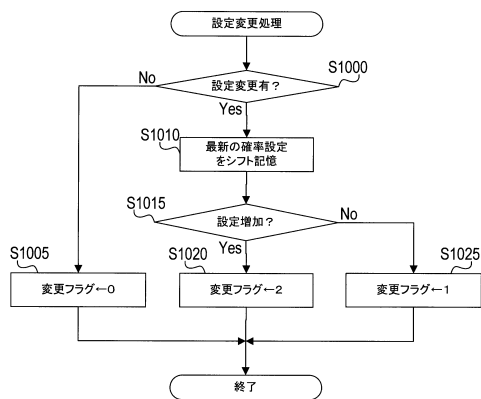 設定変更処理
S1000
No
設定変更有?
Yes
S1010
最新の確率設定
をシフト記憶
S1015
設定増加?
No
Yes
S1005
変更フラグ←0
S1020
変更フラグ←2
S1025
変更フラグ←1
終了